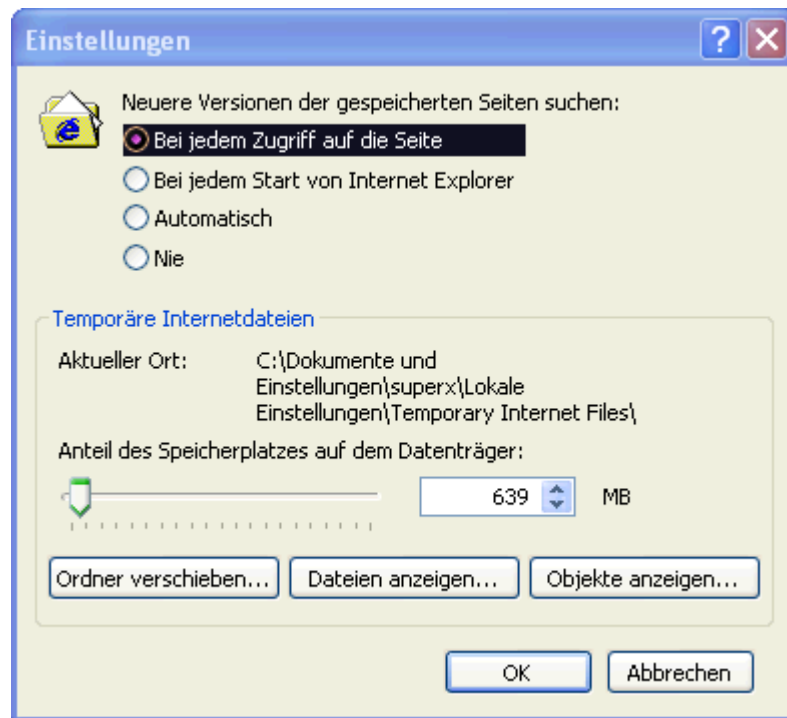 Einstellungen
Neuere Versionen der gespeicherten Seiten suchen:
Bei jedem Zugriff auf die Seite
Bei jedem Start von Internet Explorer
Automatisch
Nie
Temporäre Internetdateien
Aktueller Ort: C:\Dokumente und
Einstellungen\superx\Lokale
Einstellungen\Temporary Internet Files\
Anteil des Speicherplatzes auf dem Datenträger:
639 MB
Ordner verschieben... Dateien anzeigen... Objekte anzeigen...
OK Abbrechen